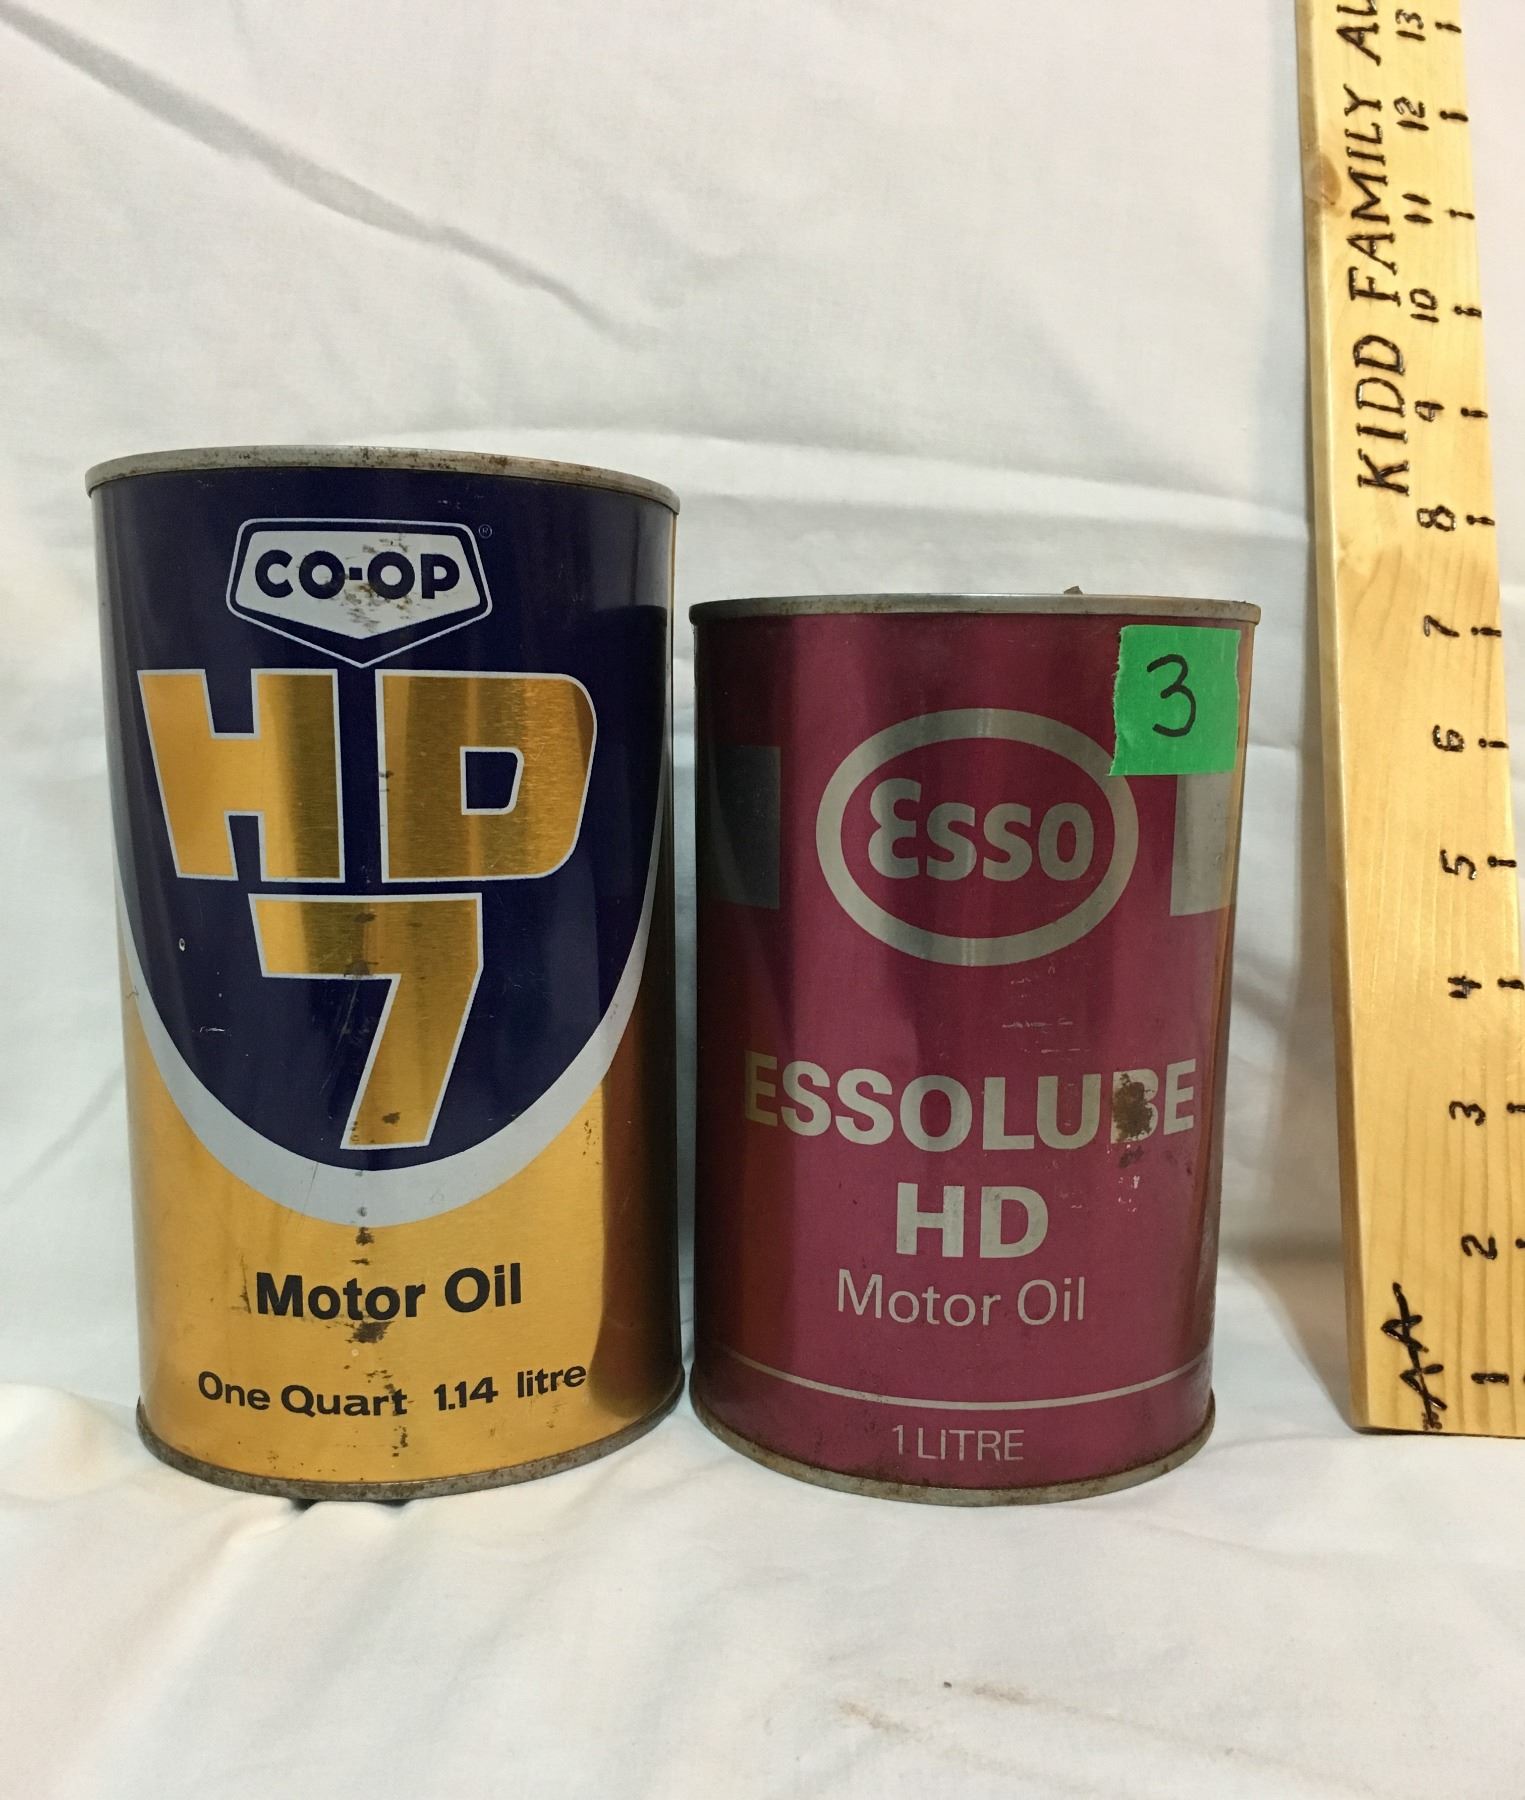 CO-OP
®
HD
7
Motor Oil
One Quart 1.14 litre
3
Esso
ESSOLUBE
HD
Motor Oil
1 LITRE
KIDD FAMILY
13
12
11
10
9
8
7
6
5
4
3
2
1